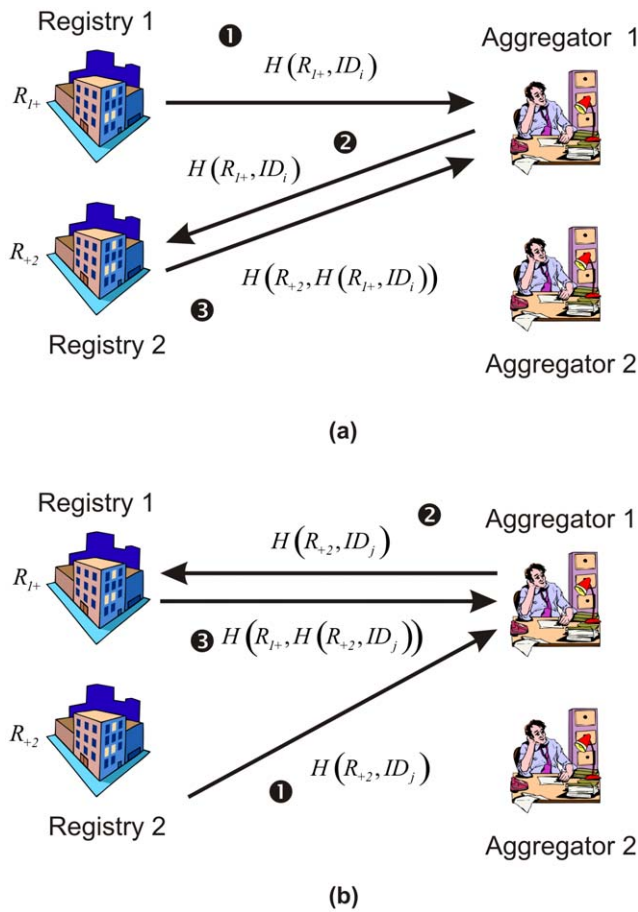 Registry 1
Aggregator 1
❶
H(R₁₊, IDᵢ)
R₁₊
❷
H(R₁₊, IDᵢ)
R₊₂
H(R₊₂, H(R₁₊, IDᵢ))
❸
Registry 2
Aggregator 2
(a)
Registry 1
Aggregator 1
❷
H(R₊₂, IDⱼ)
R₁₊
❸ H(R₁₊, H(R₊₂, IDⱼ))
R₊₂
H(R₊₂, IDⱼ)
❶
Registry 2
Aggregator 2
(b)